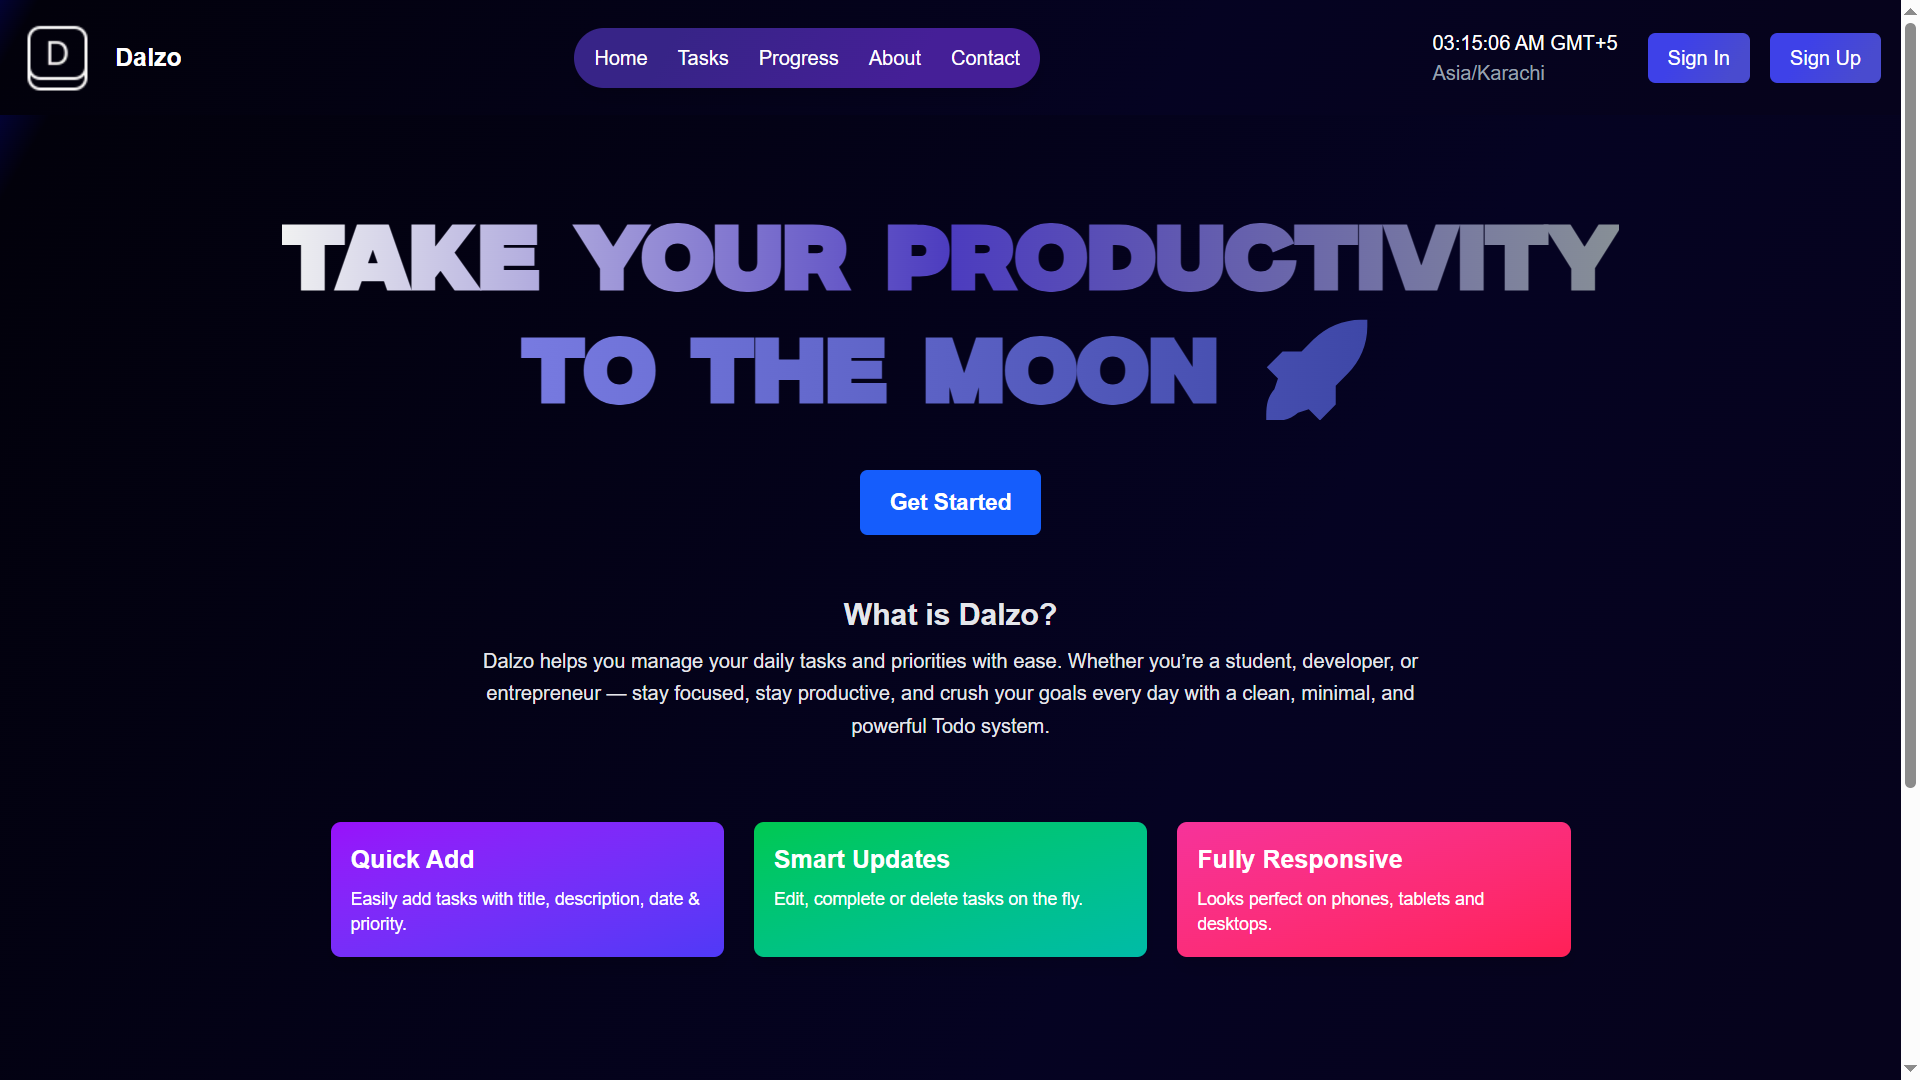 D
Dalzo
Home Tasks Progress About Contact
03:15:06 AM GMT+5
Asia/Karachi
Sign In
Sign Up
TAKE YOUR PRODUCTIVITY
TO THE MOON
Get Started
What is Dalzo?
Dalzo helps you manage your daily tasks and priorities with ease. Whether you’re a student, developer, or
entrepreneur — stay focused, stay productive, and crush your goals every day with a clean, minimal, and
powerful Todo system.
Quick Add
Easily add tasks with title, description, date &
priority.
Smart Updates
Edit, complete or delete tasks on the fly.
Fully Responsive
Looks perfect on phones, tablets and
desktops.